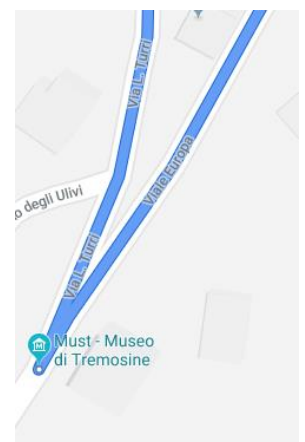 Via L. Turri
Viale Europa
o degli Ulivi
Via L. Turri
Must - Museo
di Tremosine